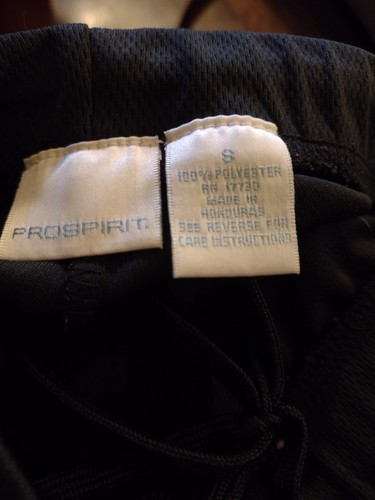 PROSPIRIT
S
100% POLYESTER
RN 17730
MADE IN
HONDURAS
SEE REVERSE FOR
CARE INSTRUCTIONS